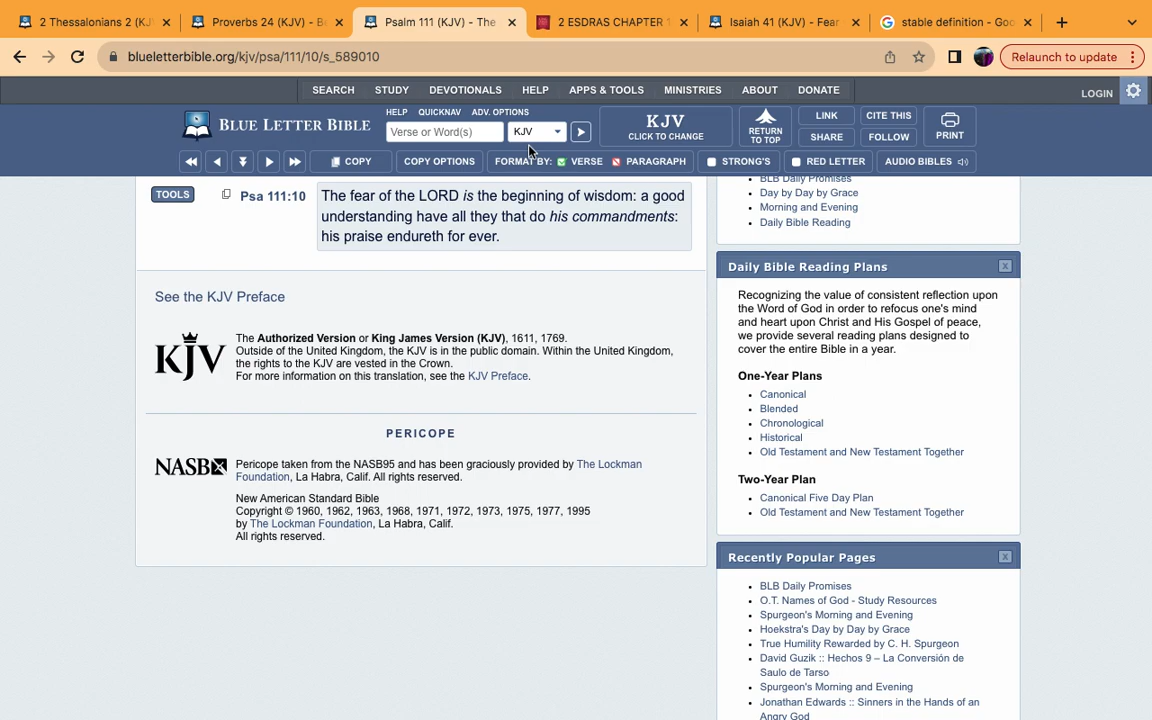 2 Thessalonians 2 (KJV
Proverbs 24 (KJV) - Be
Psalm 111 (KJV) - The
2 ESDRAS CHAPTER 1
Isaiah 41 (KJV) - Fear
stable definition - Goo
blueletterbible.org/kjv/psa/111/10/s_589010
Relaunch to update
SEARCH STUDY DEVOTIONALS HELP APPS & TOOLS MINISTRIES ABOUT DONATE
LOGIN
BLUE LETTER BIBLE
HELP QUICKNAV ADV. OPTIONS
Verse or Word(s)
KJV
KJV
CLICK TO CHANGE
RETURN
TO TOP
LINK
CITE THIS
SHARE
FOLLOW
PRINT
COPY
COPY OPTIONS
FORMAT BY: VERSE PARAGRAPH
STRONG'S
RED LETTER
AUDIO BIBLES
TOOLS
Psa 111:10
The fear of the LORD is the beginning of wisdom: a good
understanding have all they that do his commandments:
his praise endureth for ever.
See the KJV Preface
KJV
The Authorized Version or King James Version (KJV), 1611, 1769.
Outside of the United Kingdom, the KJV is in the public domain. Within the United Kingdom,
the rights to the KJV are vested in the Crown.
For more information on this translation, see the KJV Preface.
PERICOPE
NASB
Pericope taken from the NASB95 and has been graciously provided by The Lockman
Foundation, La Habra, Calif. All rights reserved.
New American Standard Bible
Copyright © 1960, 1962, 1963, 1968, 1971, 1972, 1973, 1975, 1977, 1995
by The Lockman Foundation, La Habra, Calif.
All rights reserved.
BLB Daily Promises
Day by Day by Grace
Morning and Evening
Daily Bible Reading
Daily Bible Reading Plans
Recognizing the value of consistent reflection upon
the Word of God in order to refocus one's mind
and heart upon Christ and His Gospel of peace,
we provide several reading plans designed to
cover the entire Bible in a year.
One-Year Plans
Canonical
Blended
Chronological
Historical
Old Testament and New Testament Together
Two-Year Plan
Canonical Five Day Plan
Old Testament and New Testament Together
Recently Popular Pages
BLB Daily Promises
O.T. Names of God - Study Resources
Spurgeon's Morning and Evening
Hoekstra's Day by Day by Grace
True Humility Rewarded by C. H. Spurgeon
David Guzik :: Hechos 9 – La Conversión de
Saulo de Tarso
Spurgeon's Morning and Evening
Jonathan Edwards :: Sinners in the Hands of an
Angry God